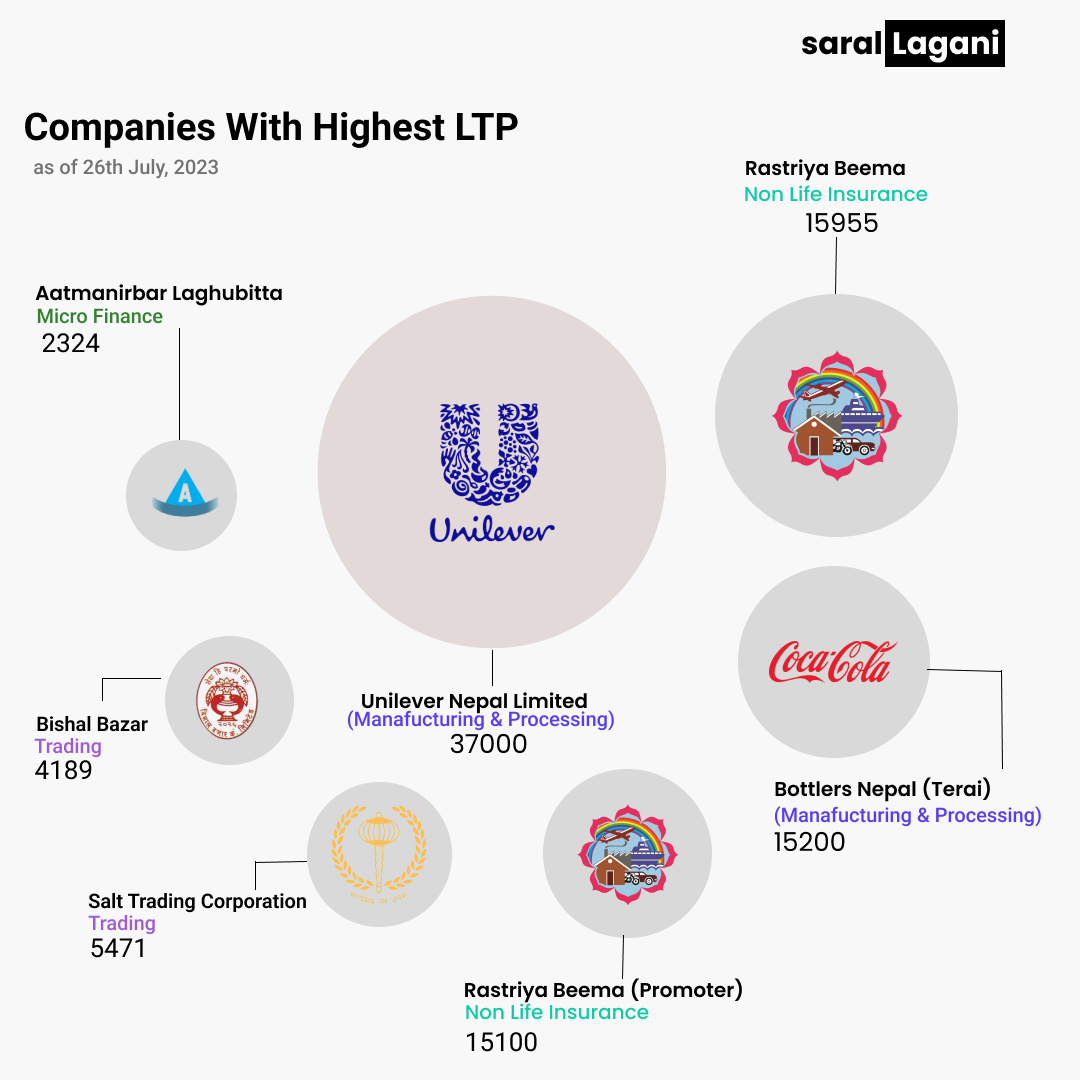 saral Lagani
Companies With Highest LTP
as of 26th July, 2023
Rastriya Beema
Non Life Insurance
15955
Aatmanirbar Laghubitta
Micro Finance
2324
A
Unilever
Unilever Nepal Limited
(Manafucturing & Processing)
37000
Coca-Cola
Bottlers Nepal (Terai)
(Manafucturing & Processing)
15200
Bishal Bazar
Trading
4189
Salt Trading Corporation
Trading
5471
Rastriya Beema (Promoter)
Non Life Insurance
15100